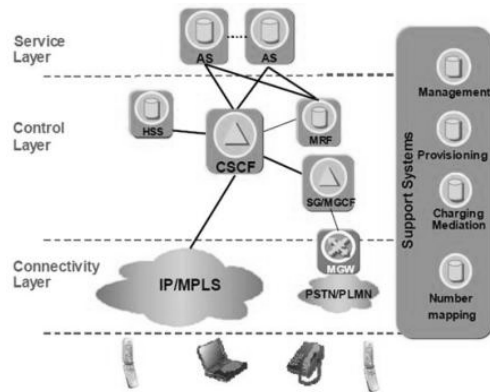 Service
Layer
AS
AS
Control
Layer
HSS
CSCF
MRF
SG/MGCF
Connectivity
Layer
IP/MPLS
MGW
PSTN/PLMN
Support Systems
Management
Provisioning
Charging
Mediation
Number
mapping